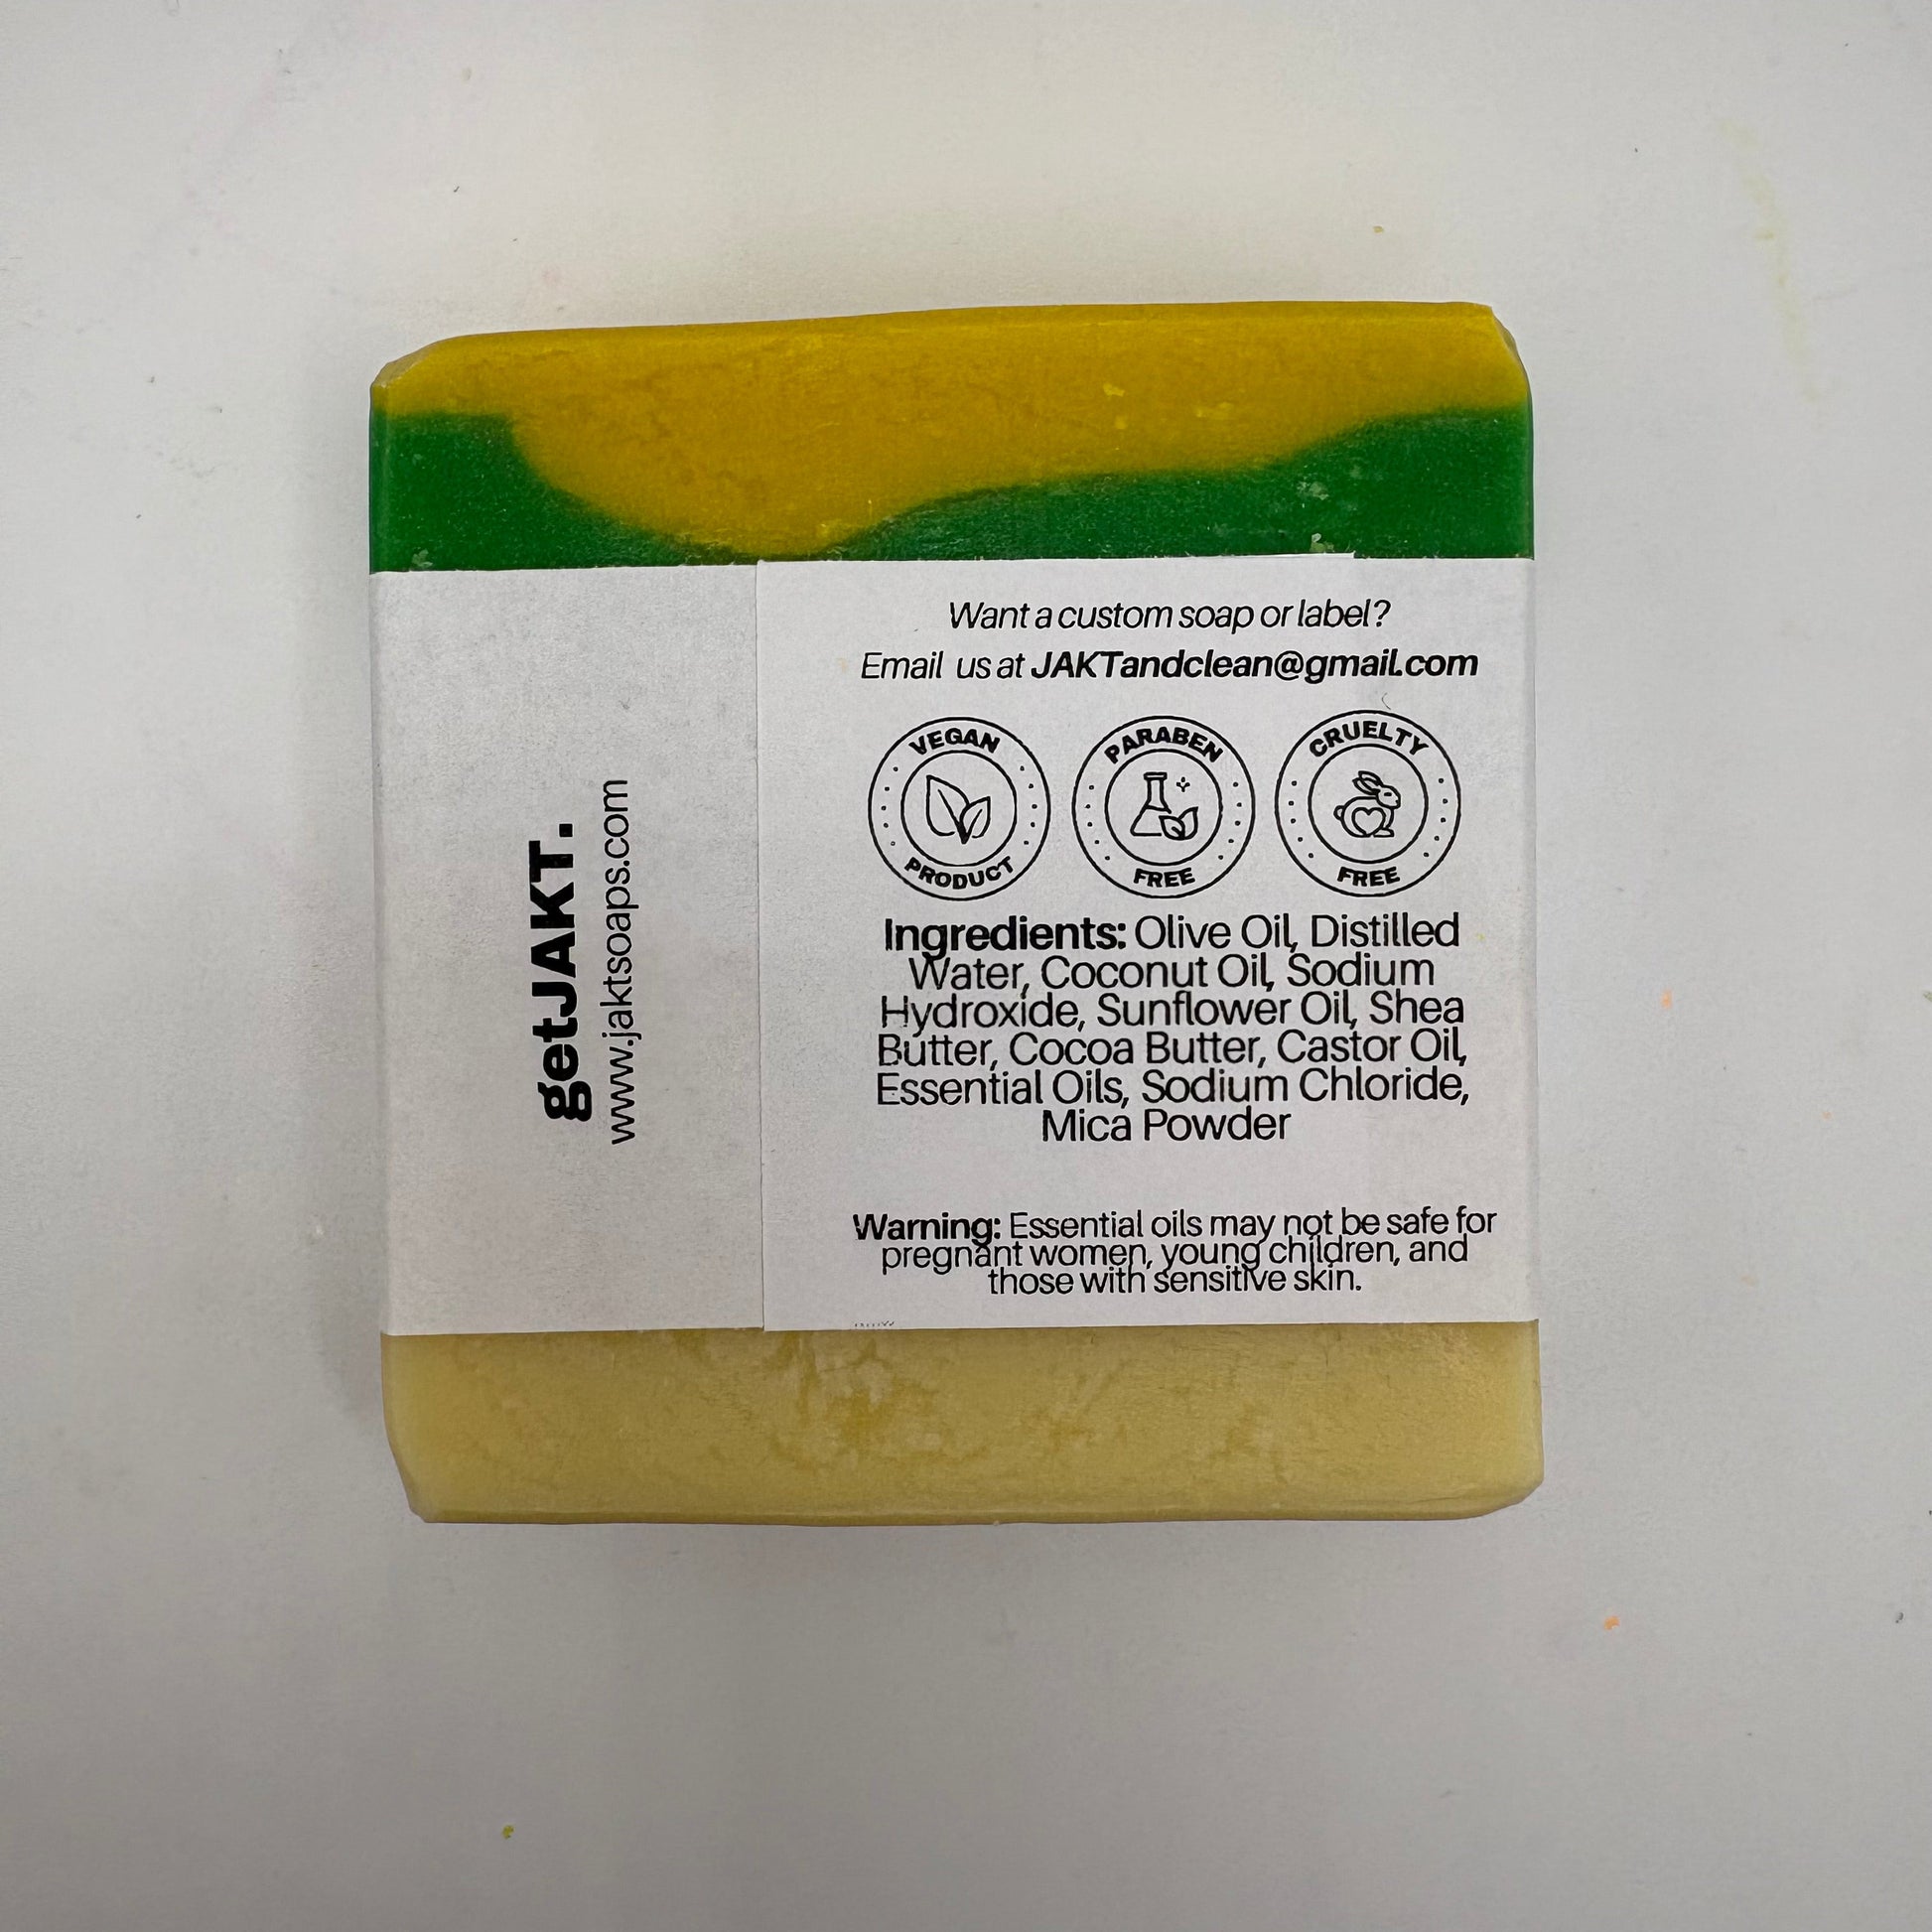 getJAKT.
www.jaktsoaps.com
Want a custom soap or label?
Email us at JAKTandclean@gmail.com
VEGAN
PRODUCT
PARABEN
FREE
CRUELTY
FREE
Ingredients: Olive Oil, Distilled
Water, Coconut Oil, Sodium
Hydroxide, Sunflower Oil, Shea
Butter, Cocoa Butter, Castor Oil,
Essential Oils, Sodium Chloride,
Mica Powder
Warning: Essential oils may not be safe for
pregnant women, young children, and
those with sensitive skin.